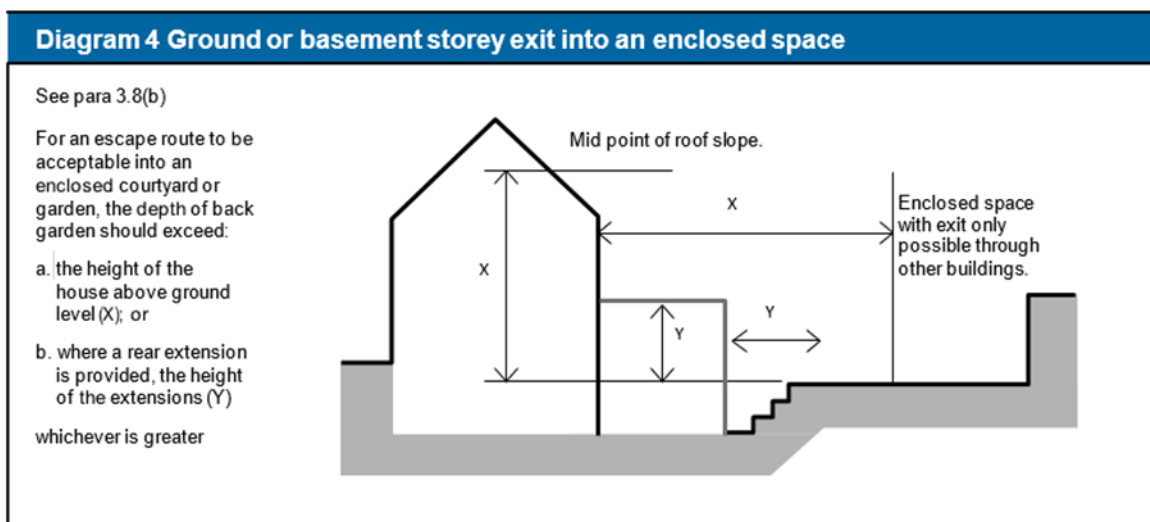 Diagram 4 Ground or basement storey exit into an enclosed space
See para 3.8(b)
For an escape route to be
acceptable into an
enclosed courtyard or
garden, the depth of back
garden should exceed:
a. the height of the
house above ground
level (X); or
b. where a rear extension
is provided, the height
of the extensions (Y)
whichever is greater
Mid point of roof slope.
X
X
Y
Y
Enclosed space
with exit only
possible through
other buildings.